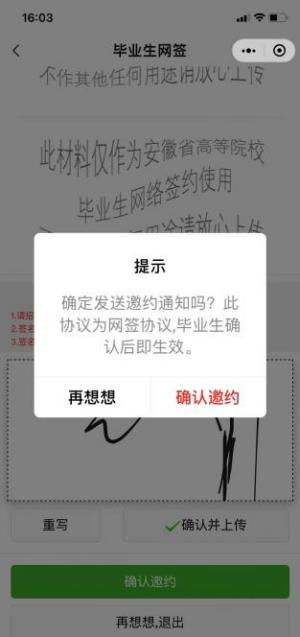 16:03
毕业生网签
不作其他任何用途请放心上传
此材料仅作为安徽省高等院校
毕业生网络签约使用
提示
确定发送邀约通知吗？此
协议为网签协议,毕业生确
认后即生效。
再想想
确认邀约
重写
确认并上传
确认邀约
再想想,退出